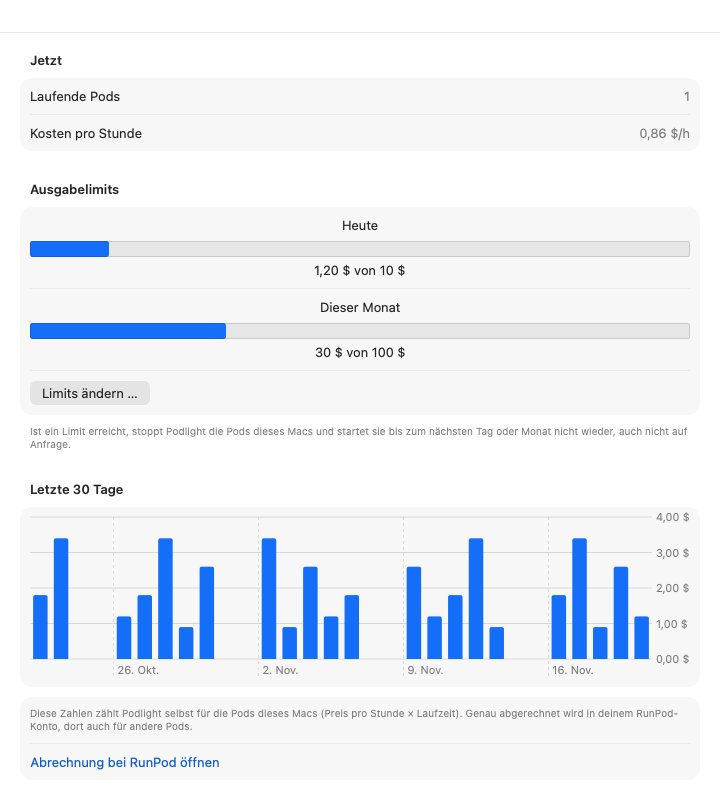 Jetzt
Laufende Pods 1
Kosten pro Stunde 0,86 $/h
Ausgabelimits
Heute
1,20 $ von 10 $
Dieser Monat
30 $ von 100 $
Limits ändern ...
Ist ein Limit erreicht, stoppt Podlight die Pods dieses Macs und startet sie bis zum nächsten Tag oder Monat nicht wieder, auch nicht auf
Anfrage.
Letzte 30 Tage
4,00 $
3,00 $
2,00 $
1,00 $
0,00 $
26. Okt. 2. Nov. 9. Nov. 16. Nov.
Diese Zahlen zählt Podlight selbst für die Pods dieses Macs (Preis pro Stunde × Laufzeit). Genau abgerechnet wird in deinem RunPod-
Konto, dort auch für andere Pods.
Abrechnung bei RunPod öffnen